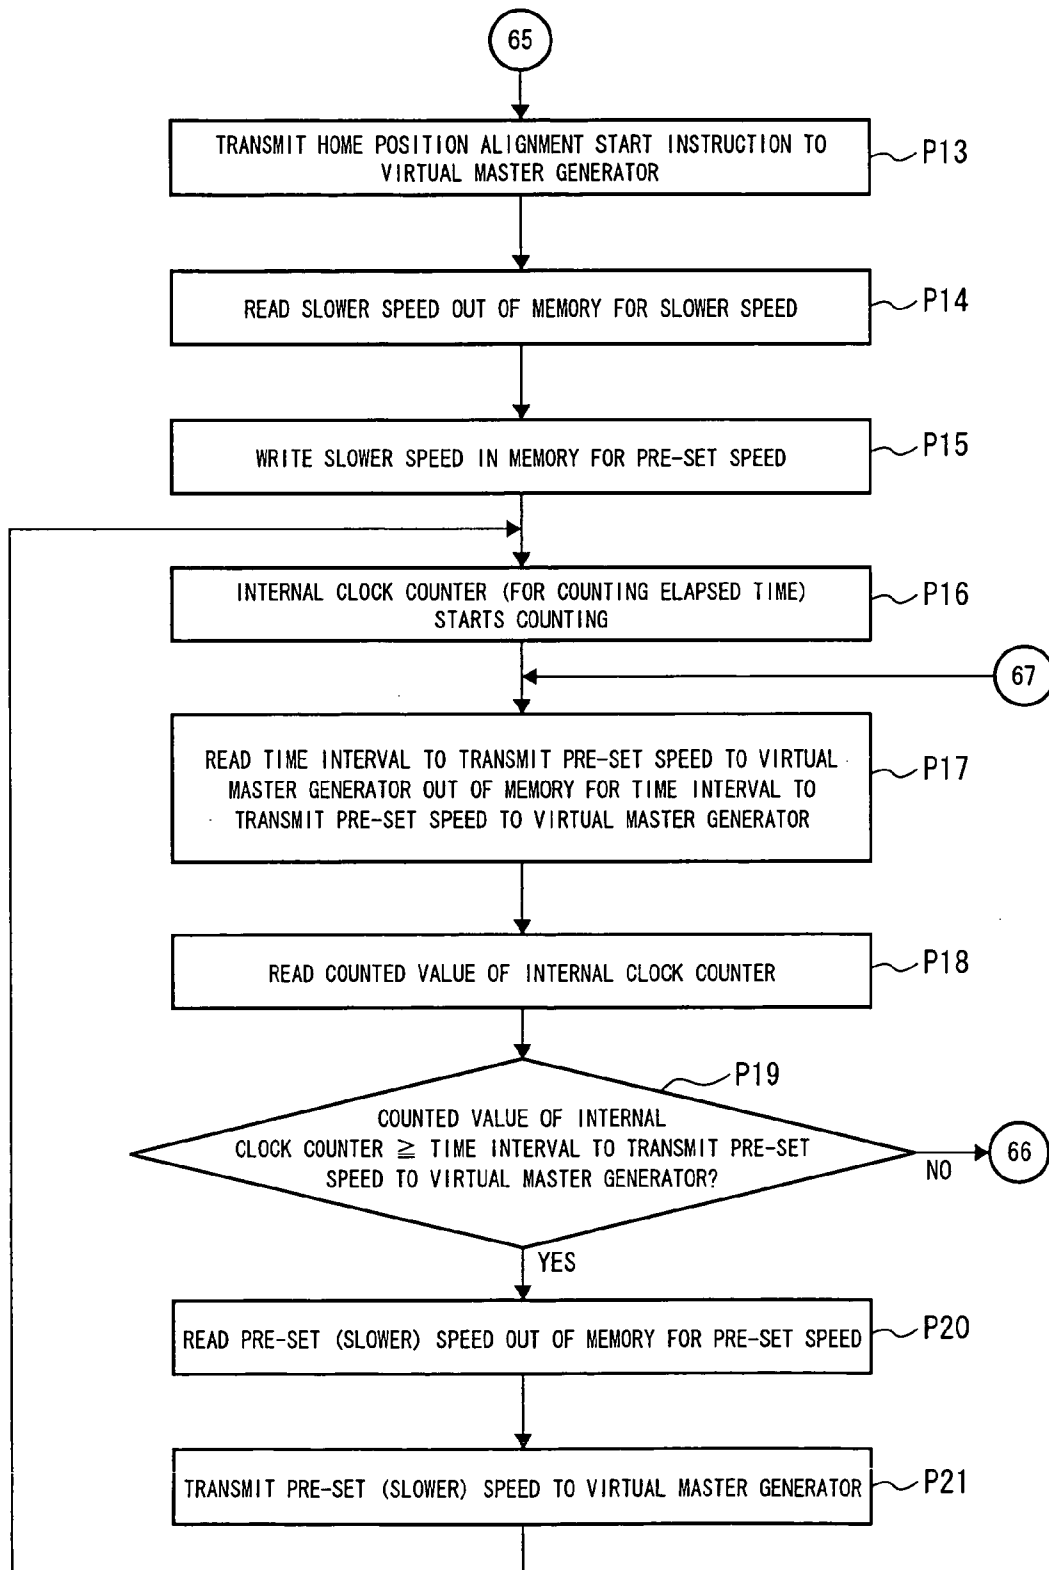 65
TRANSMIT HOME POSITION ALIGNMENT START INSTRUCTION TO
VIRTUAL MASTER GENERATOR
P13
READ SLOWER SPEED OUT OF MEMORY FOR SLOWER SPEED
P14
WRITE SLOWER SPEED IN MEMORY FOR PRE-SET SPEED
P15
INTERNAL CLOCK COUNTER (FOR COUNTING ELAPSED TIME)
STARTS COUNTING
P16
67
READ TIME INTERVAL TO TRANSMIT PRE-SET SPEED TO VIRTUAL
MASTER GENERATOR OUT OF MEMORY FOR TIME INTERVAL TO
TRANSMIT PRE-SET SPEED TO VIRTUAL MASTER GENERATOR
P17
READ COUNTED VALUE OF INTERNAL CLOCK COUNTER
P18
P19
COUNTED VALUE OF INTERNAL
CLOCK COUNTER ≧ TIME INTERVAL TO TRANSMIT PRE-SET
SPEED TO VIRTUAL MASTER GENERATOR?
NO
66
YES
READ PRE-SET (SLOWER) SPEED OUT OF MEMORY FOR PRE-SET SPEED
P20
TRANSMIT PRE-SET (SLOWER) SPEED TO VIRTUAL MASTER GENERATOR
P21